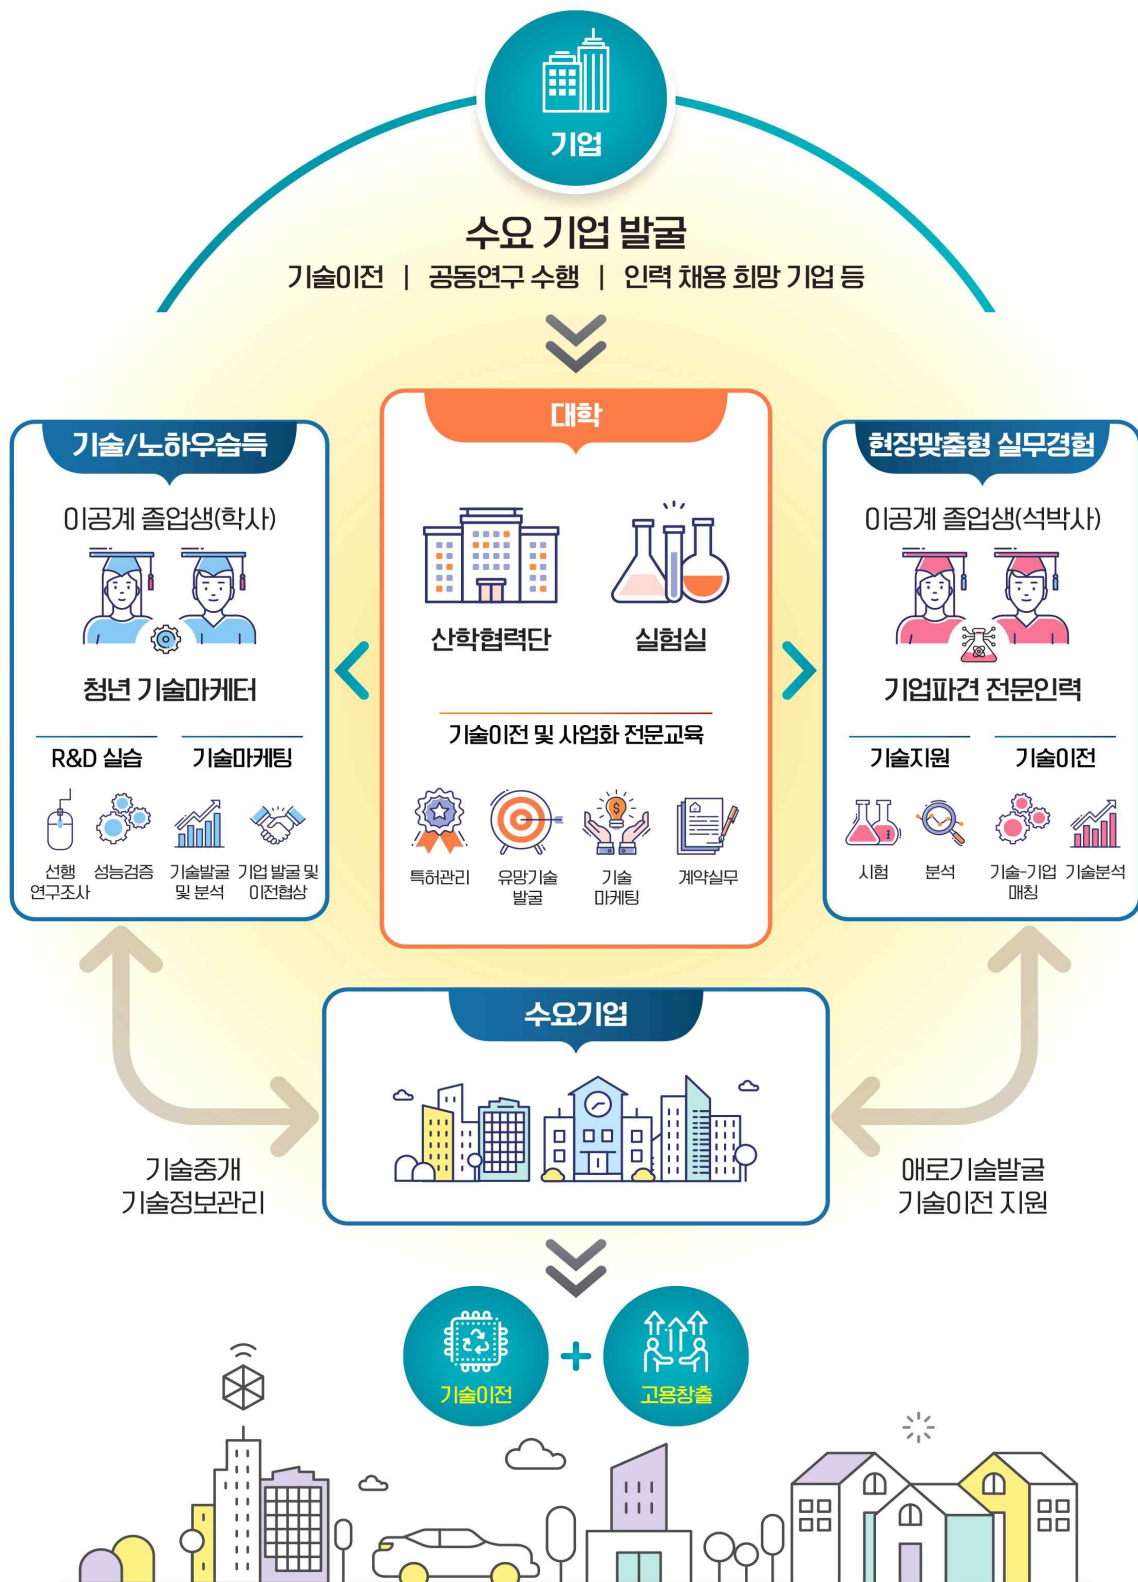 기업
수요 기업 발굴
기술이전 | 공동연구 수행 | 인력 채용 희망 기업 등
기술/노하우습득
이공계 졸업생(학사)
청년 기술마케터
R&D 실습
기술마케팅
선행
연구조사
성능검증
기술발굴
및 분석
기업 발굴 및
이전협상
대학
산학협력단
실험실
기술이전 및 사업화 전문교육
특허관리
유망기술
발굴
기술
마케팅
계약실무
현장맞춤형 실무경험
이공계 졸업생(석박사)
기업파견 전문인력
기술지원
기술이전
시험
분석
기술-기업
매칭
기술분석
수요기업
기술중개
기술정보관리
애로기술발굴
기술이전 지원
기술이전
고용창출